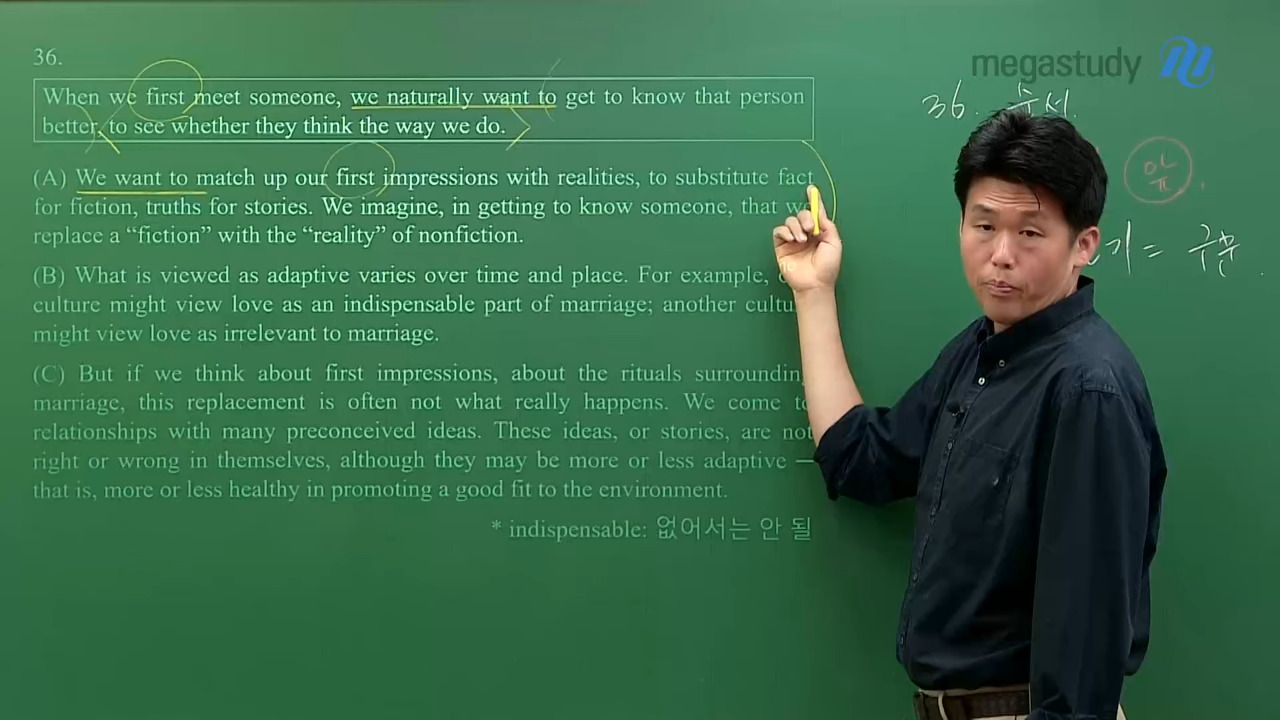 megastudy
36.
When we first meet someone, we naturally want to get to know that person
better, to see whether they think the way we do.
(A) We want to match up our first impressions with realities, to substitute fact
for fiction, truths for stories. We imagine, in getting to know someone, that we
replace a “fiction” with the “reality” of nonfiction.
(B) What is viewed as adaptive varies over time and place. For example,
culture might view love as an indispensable part of marriage; another
might view love as irrelevant to marriage.
(C) But if we think about first impressions, about the rituals
marriage, this replacement is often not what really happens. We come
relationships with many preconceived ideas. These ideas, or stories, are not
right or wrong in themselves, although they may be more or less adaptive —
that is, more or less healthy in promoting a good fit to the environment.
* indispensable: 없어서는 안 될
36. 순서